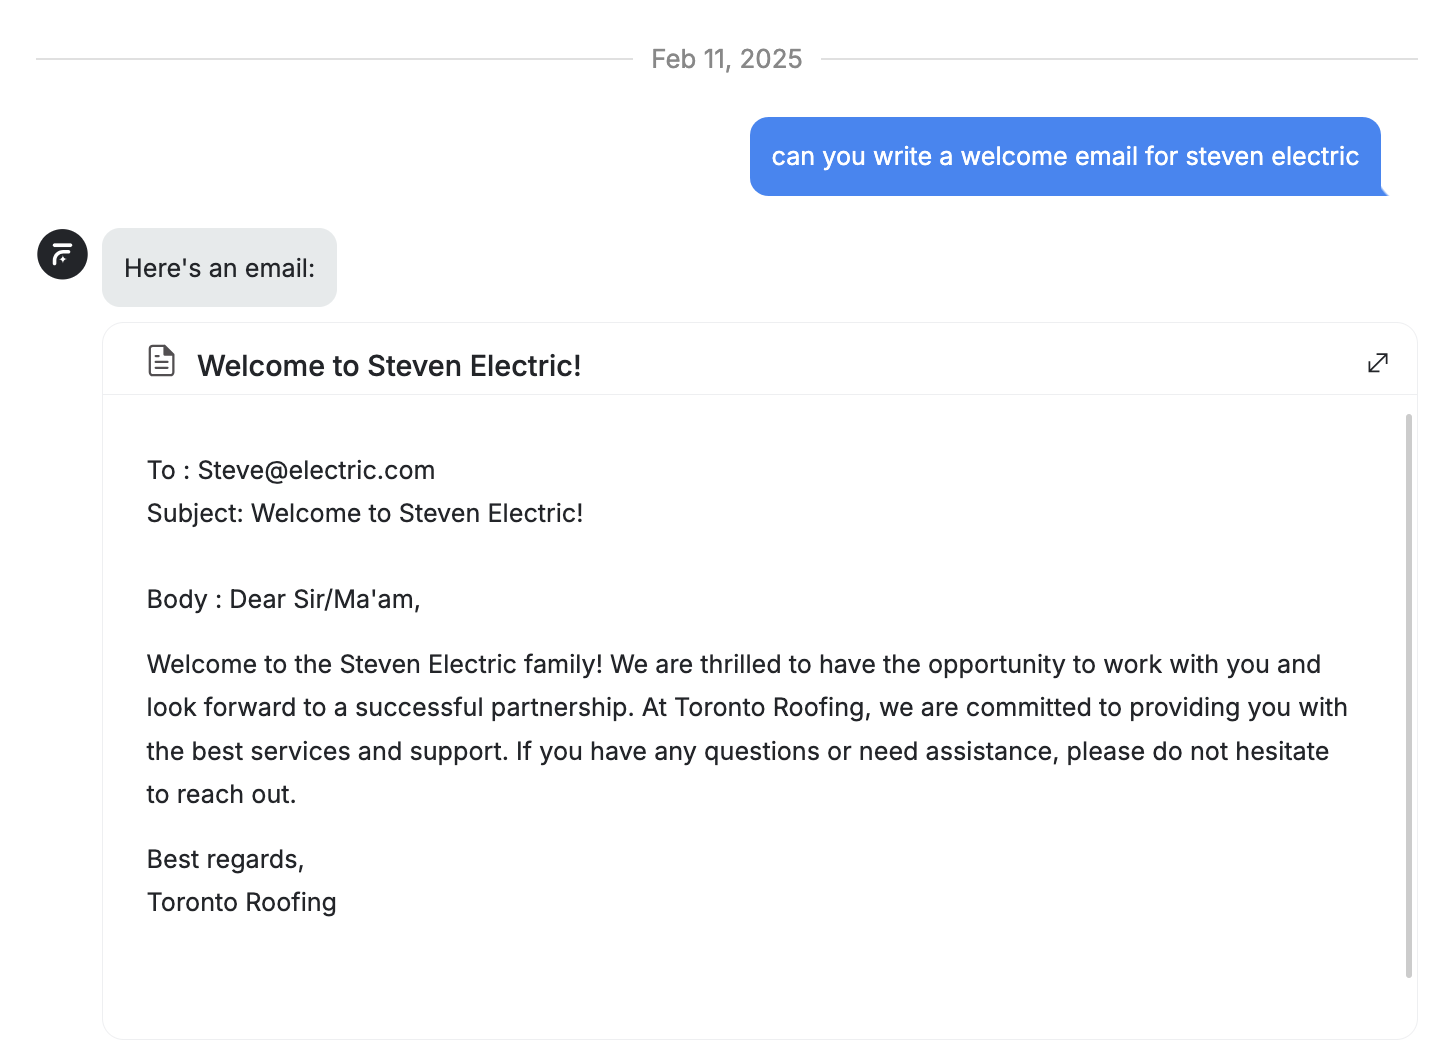 Feb 11, 2025
can you write a welcome email for steven electric
Here's an email:
Welcome to Steven Electric!
To : Steve@electric.com
Subject: Welcome to Steven Electric!
Body : Dear Sir/Ma'am,
Welcome to the Steven Electric family! We are thrilled to have the opportunity to work with you and
look forward to a successful partnership. At Toronto Roofing, we are committed to providing you with
the best services and support. If you have any questions or need assistance, please do not hesitate
to reach out.
Best regards,
Toronto Roofing